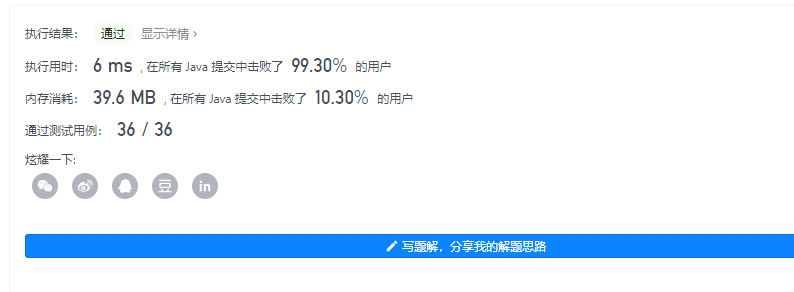 执行结果： 通过 显示详情 ›
执行用时： 6 ms , 在所有 Java 提交中击败了 99.30% 的用户
内存消耗： 39.6 MB , 在所有 Java 提交中击败了 10.30% 的用户
通过测试用例： 36 / 36
炫耀一下:
豆 in
写题解，分享我的解题思路